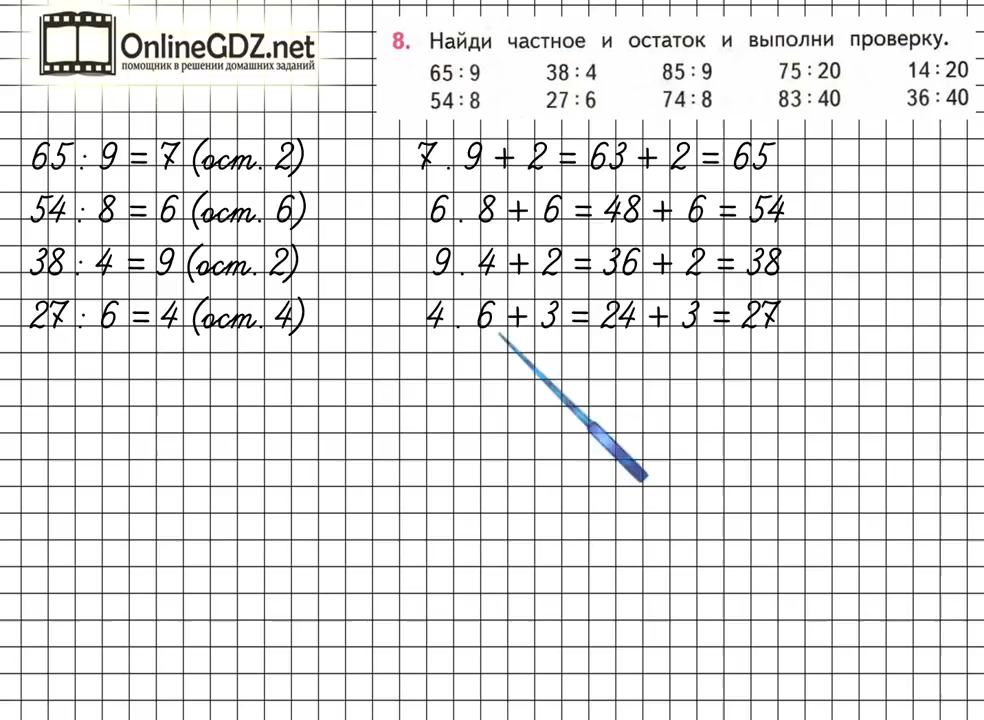 OnlineGDZ.net
помощник в решении домашних заданий
8. Найди частное и остаток и выполни проверку.
65 : 9 38 : 4 85 : 9 75 : 20 14 : 20
54 : 8 27 : 6 74 : 8 83 : 40 36 : 40
65 : 9 = 7 (ост. 2) 7 . 9 + 2 = 63 + 2 = 65
54 : 8 = 6 (ост. 6) 6 . 8 + 6 = 48 + 6 = 54
38 : 4 = 9 (ост. 2) 9 . 4 + 2 = 36 + 2 = 38
27 : 6 = 4 (ост. 4) 4 . 6 + 3 = 24 + 3 = 27